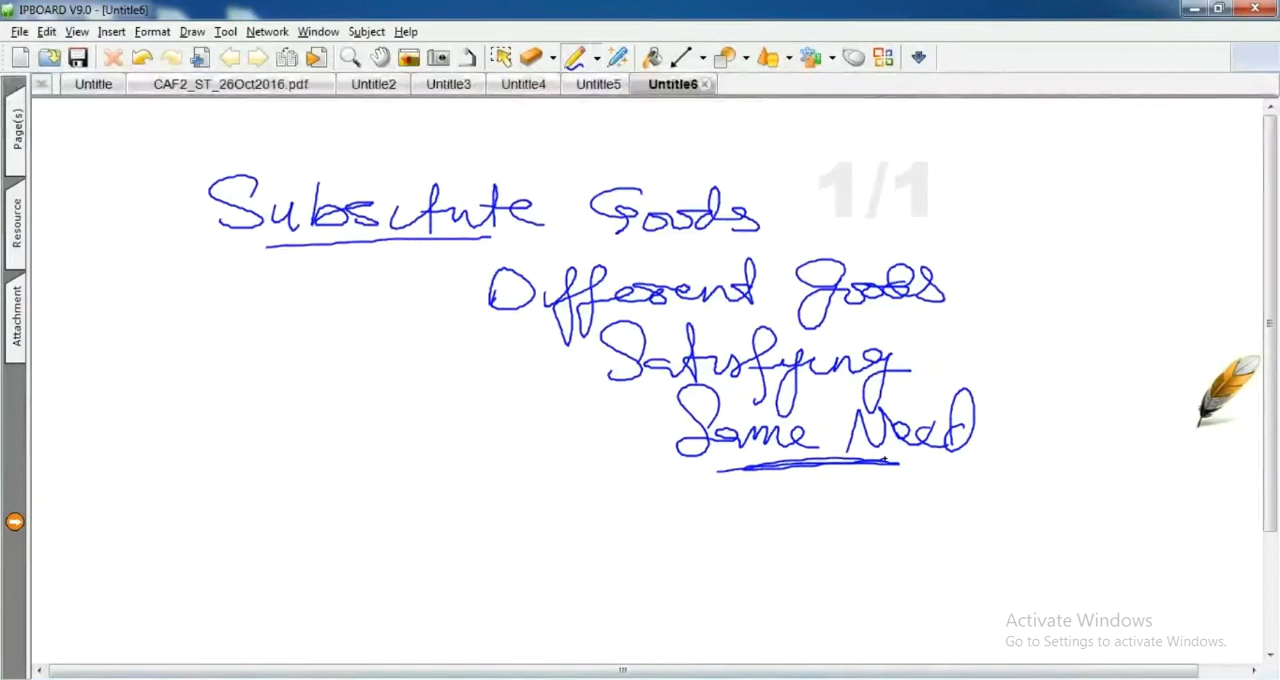 IPBOARD V9.0 - [Untitle6]
File Edit View Insert Format Draw Tool Network Window Subject Help
Untitle CAF2_ST_26Oct2016.pdf Untitle2 Untitle3 Untitle4 Untitle5 Untitle6
Page(s)
Resource
Attachment
1/1
Subsitute Goods
Different goods
Satisfying
Same Need
Activate Windows
Go to Settings to activate Windows.